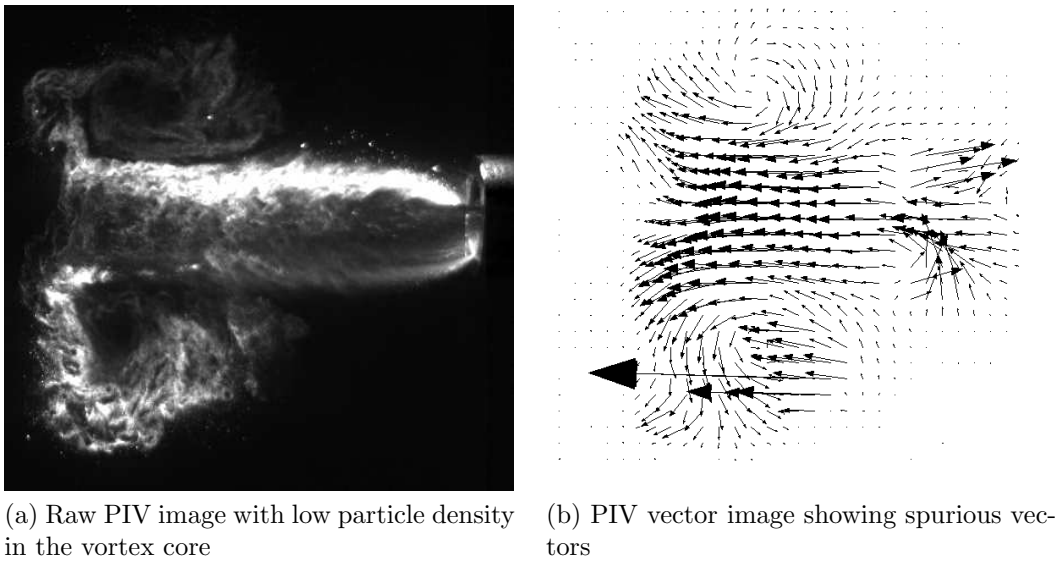 (a) Raw PIV image with low particle density
in the vortex core
(b) PIV vector image showing spurious vec-
tors